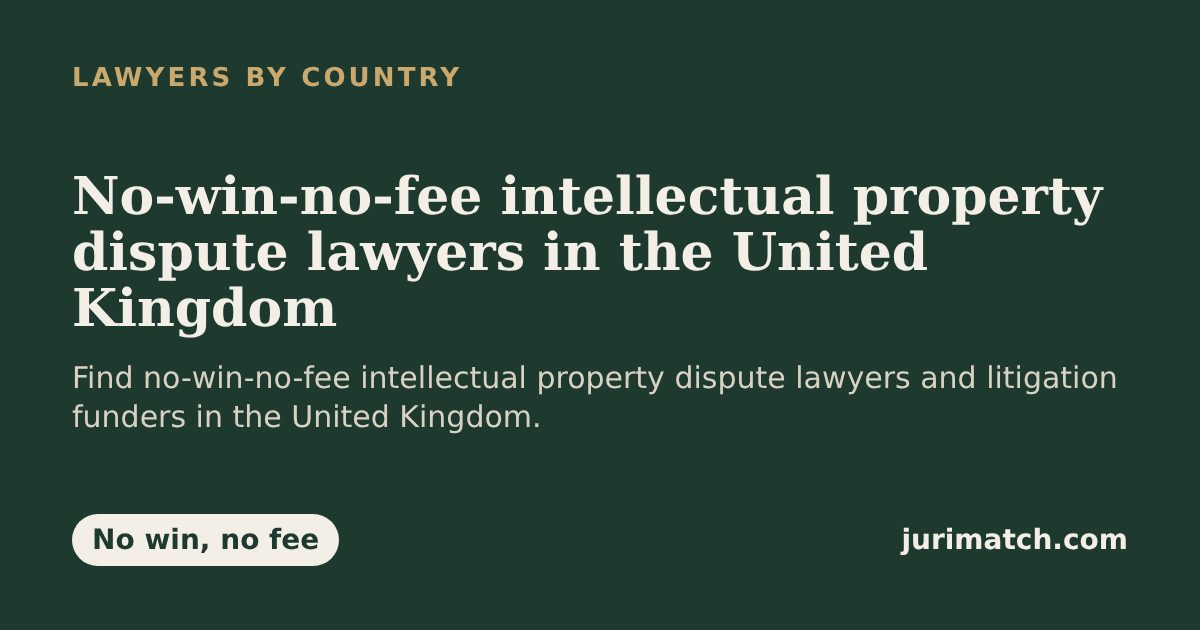 LAWYERS BY COUNTRY
No-win-no-fee intellectual property
dispute lawyers in the United
Kingdom
Find no-win-no-fee intellectual property dispute lawyers and litigation
funders in the United Kingdom.
No win, no fee
jurimatch.com